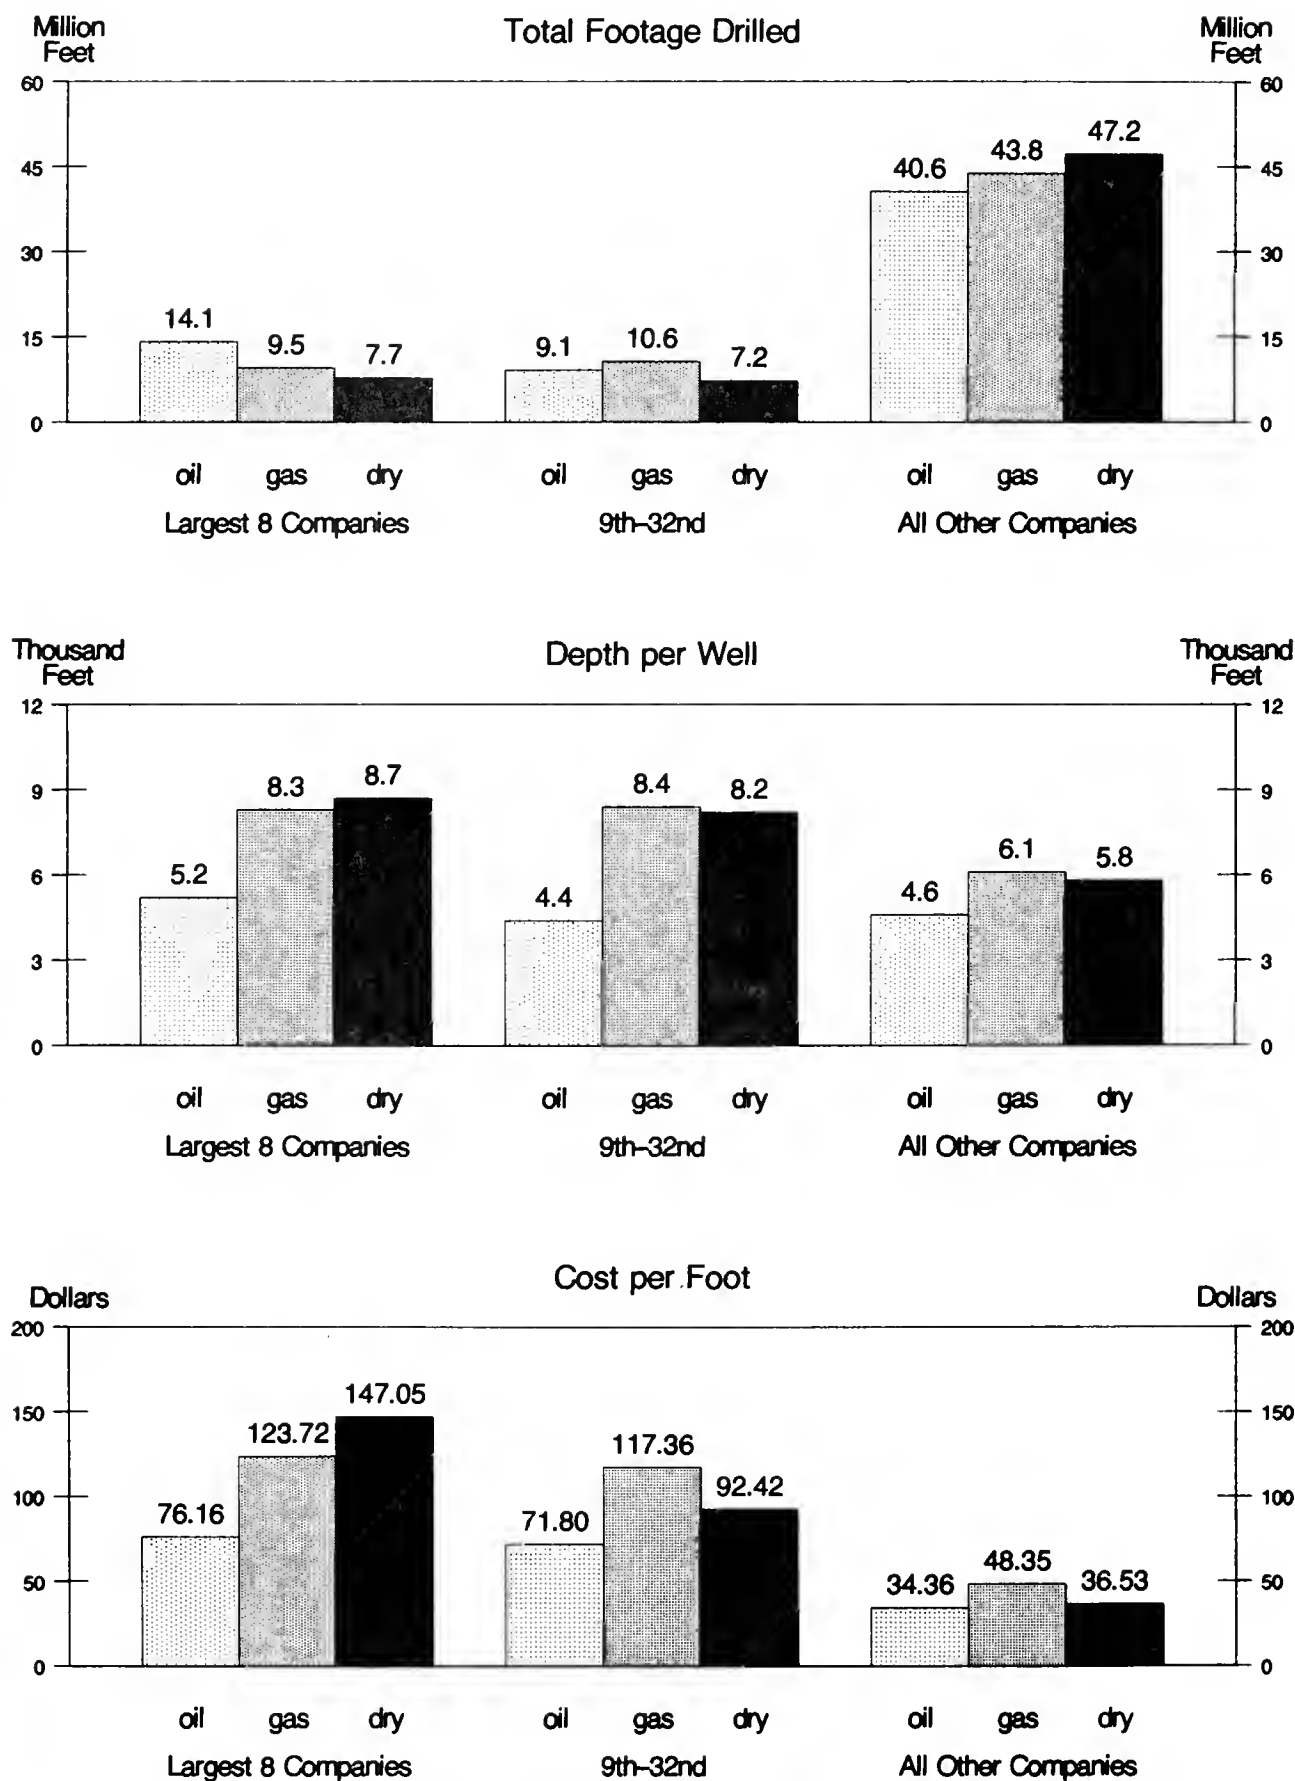 Million Feet
Total Footage Drilled
Million Feet
60 60
47.2
43.8
40.6
45 45
30 30
14.1
15 15
9.5 7.7 9.1 10.6 7.2
0 0
oil gas dry oil gas dry oil gas dry
Largest 8 Companies 9th–32nd All Other Companies
Thousand Feet
Depth per Well
Thousand Feet
12 12
8.3 8.7 8.4 8.2
9 9
6.1 5.8
6 6
5.2 4.4 4.6
3 3
0 0
oil gas dry oil gas dry oil gas dry
Largest 8 Companies 9th–32nd All Other Companies
Cost per Foot
Dollars Dollars
200 200
147.05
150 150
123.72 117.36
100 100
76.16 71.80 92.42
34.36 48.35 36.53
50 50
0 0
oil gas dry oil gas dry oil gas dry
Largest 8 Companies 9th–32nd All Other Companies